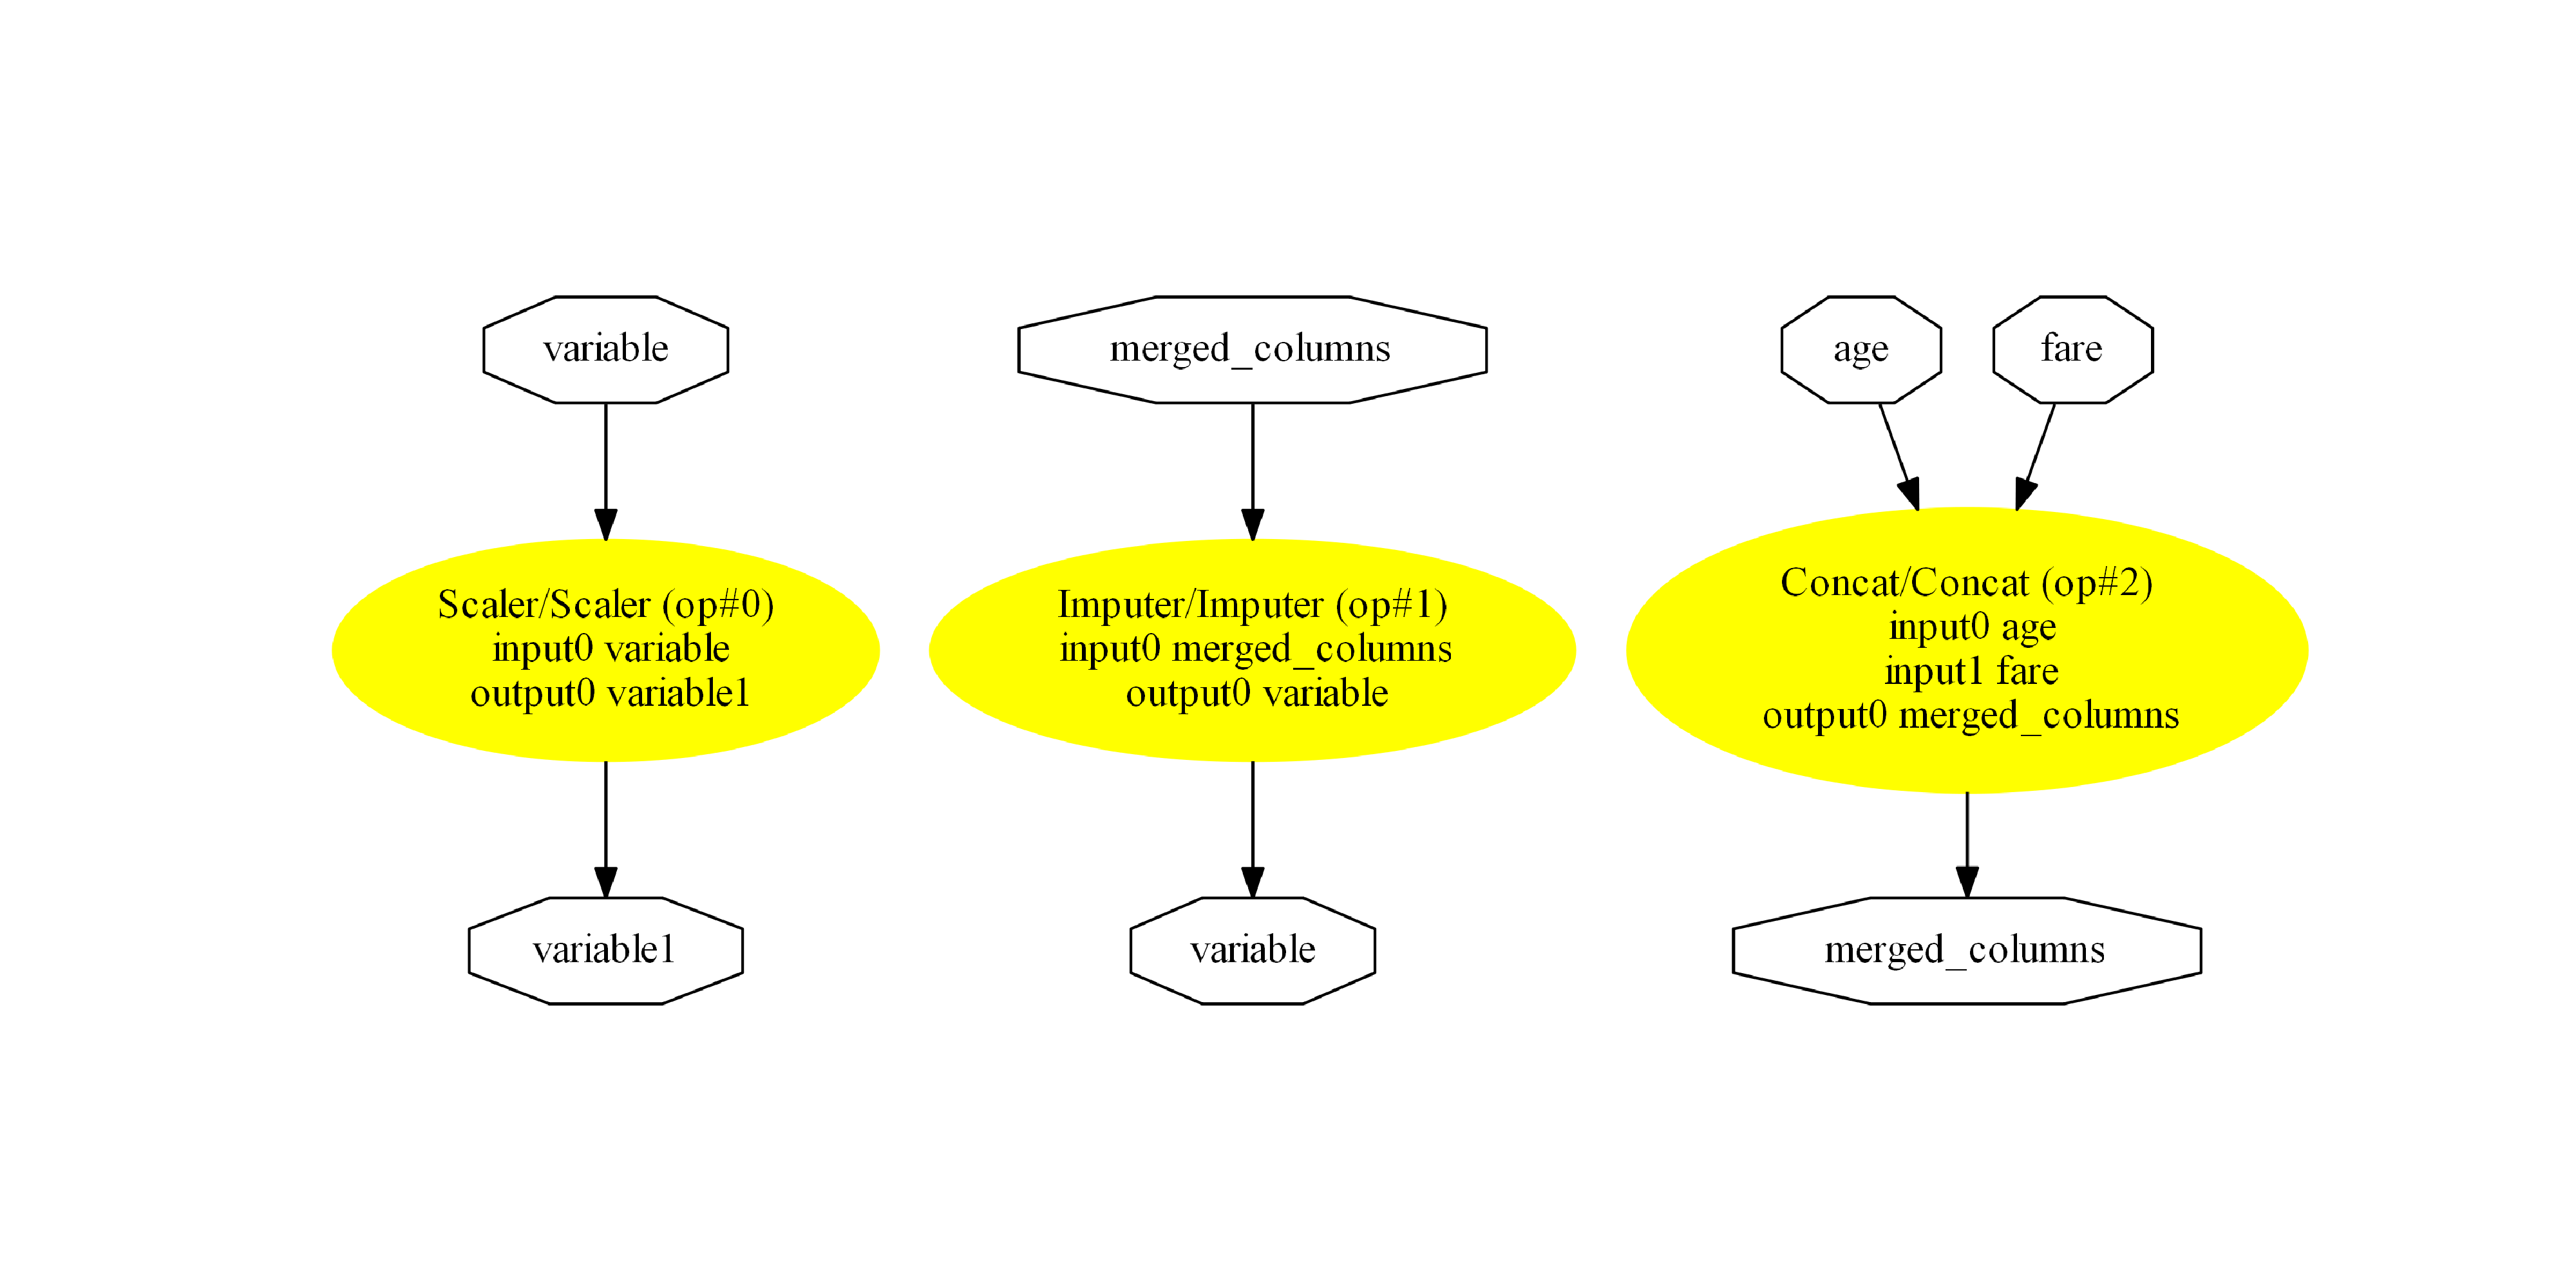 variable
Scaler/Scaler (op#0)
input0 variable
output0 variable1
variable1
merged_columns
Imputer/Imputer (op#1)
input0 merged_columns
output0 variable
variable
age
fare
Concat/Concat (op#2)
input0 age
input1 fare
output0 merged_columns
merged_columns